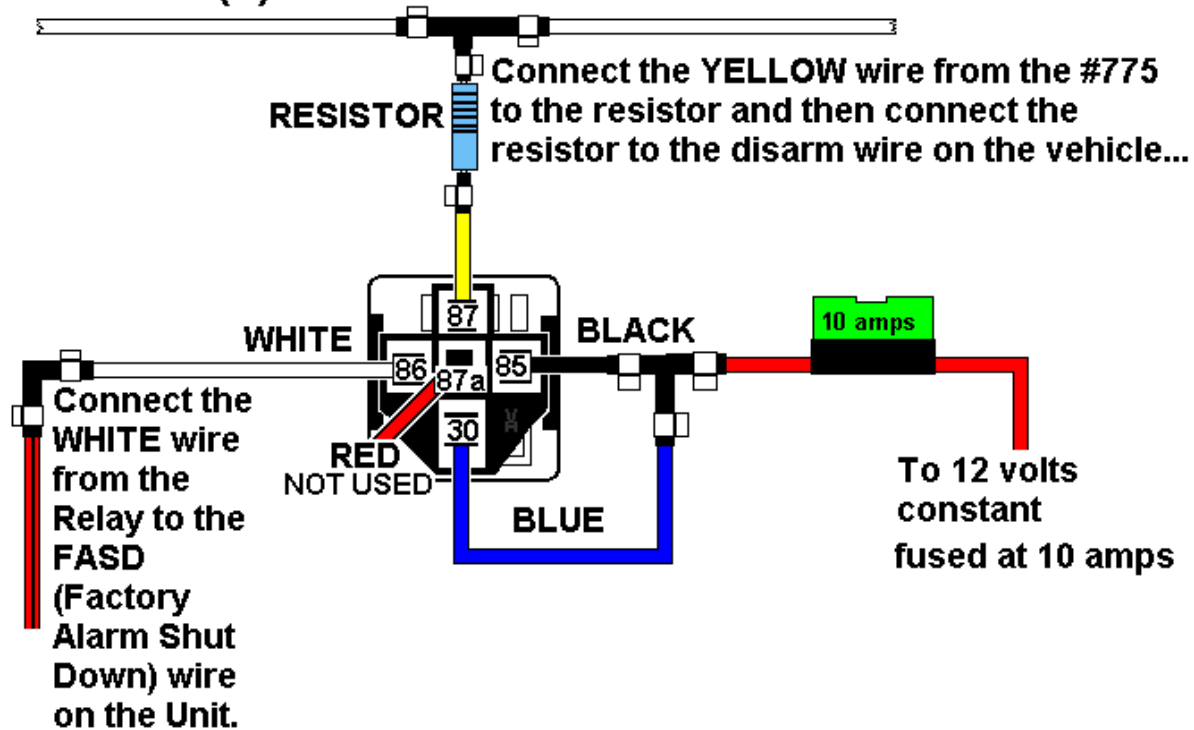 Connect the YELLOW wire from the #775
RESISTOR
to the resistor and then connect the
resistor to the disarm wire on the vehicle...
87
10 amps
WHITE
BLACK
86
87a
85
Connect the
WHITE wire
from the
Relay to the
FASD
(Factory
Alarm Shut
Down) wire
on the Unit.
30
RED
NOT USED
BLUE
To 12 volts
constant
fused at 10 amps